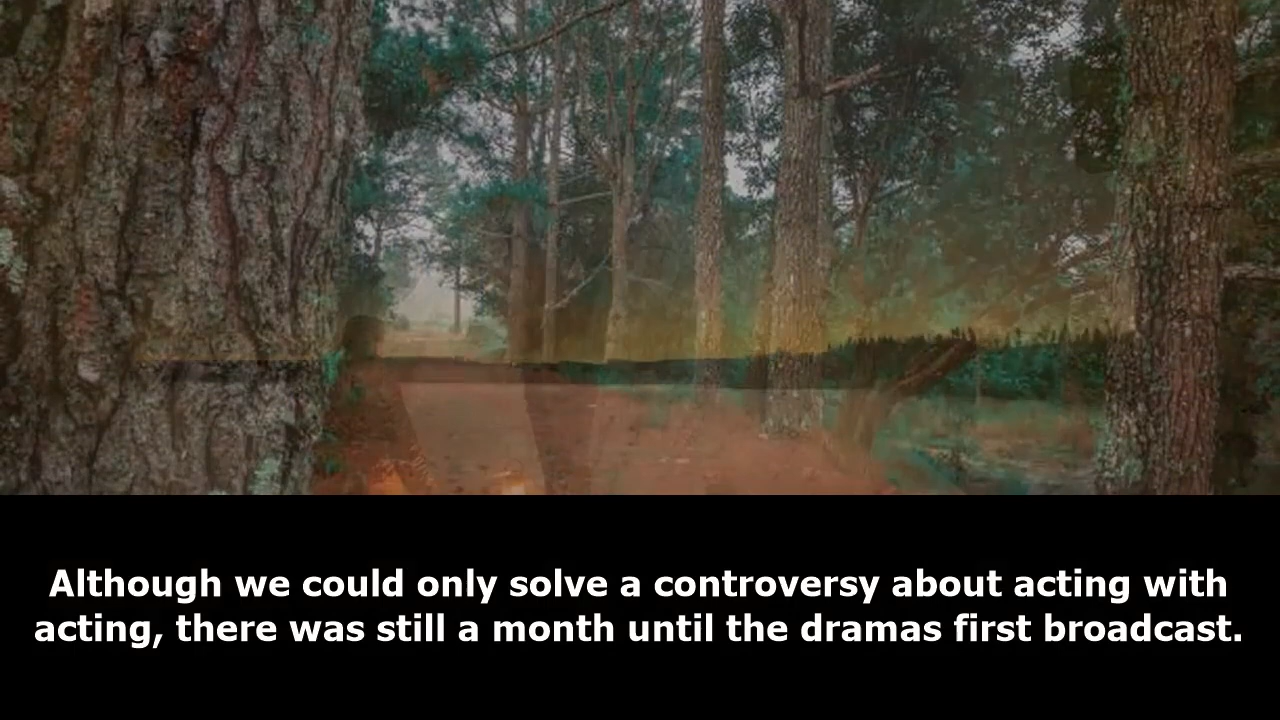 Although we could only solve a controversy about acting with
acting, there was still a month until the dramas first broadcast.